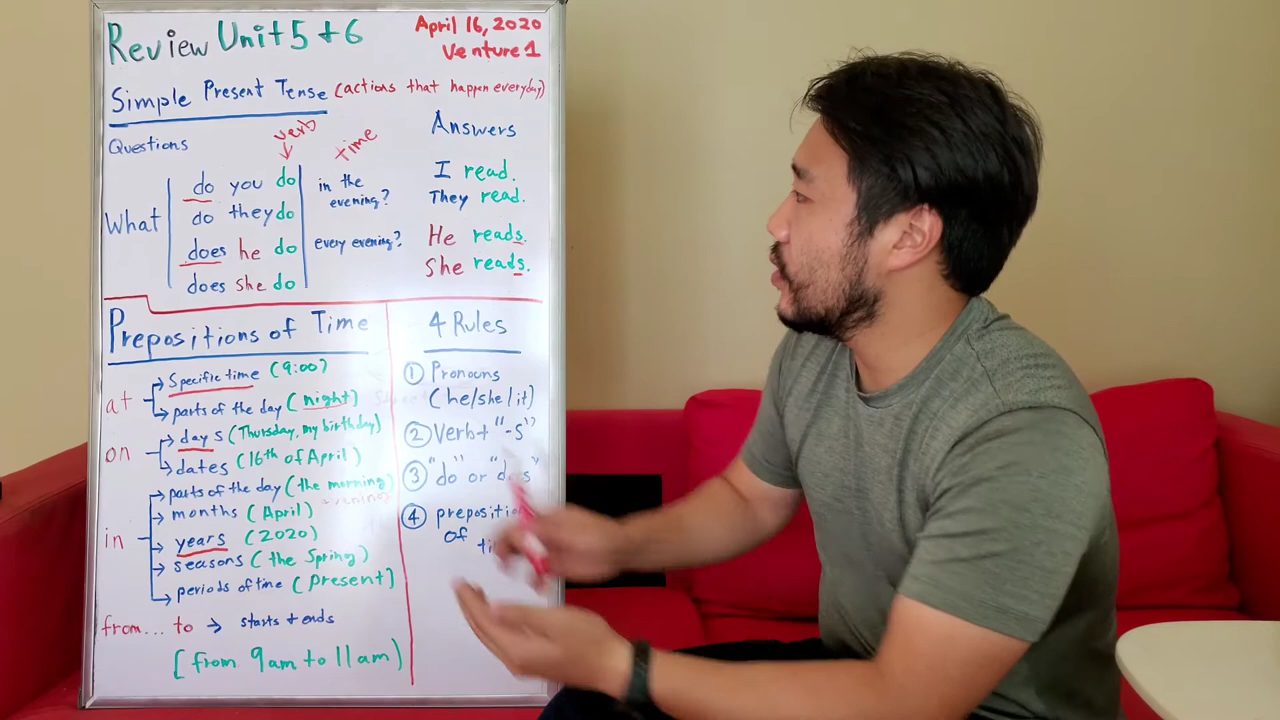 Review Unit 5 + 6
April 16, 2020
Venture 1
Simple Present Tense (actions that happen everyday)
Questions
verb
time
Answers
What
do you do
do they do
does he do
does she do
in the
evening?
every evening?
I read.
They read.
He reads.
She reads.
Prepositions of Time
at
Specific time (9:00)
parts of the day (night)
on
days (Thursday, my birthday)
dates (16th of April)
in
parts of the day (the morning)
months (April)
years (2020)
seasons (the Spring)
periods of time (present)
from... to → starts + ends
(from 9am to 11am)
4 Rules
① Pronouns
(he/she/it)
② Verb+ "-s"
③ "do" or
④
of